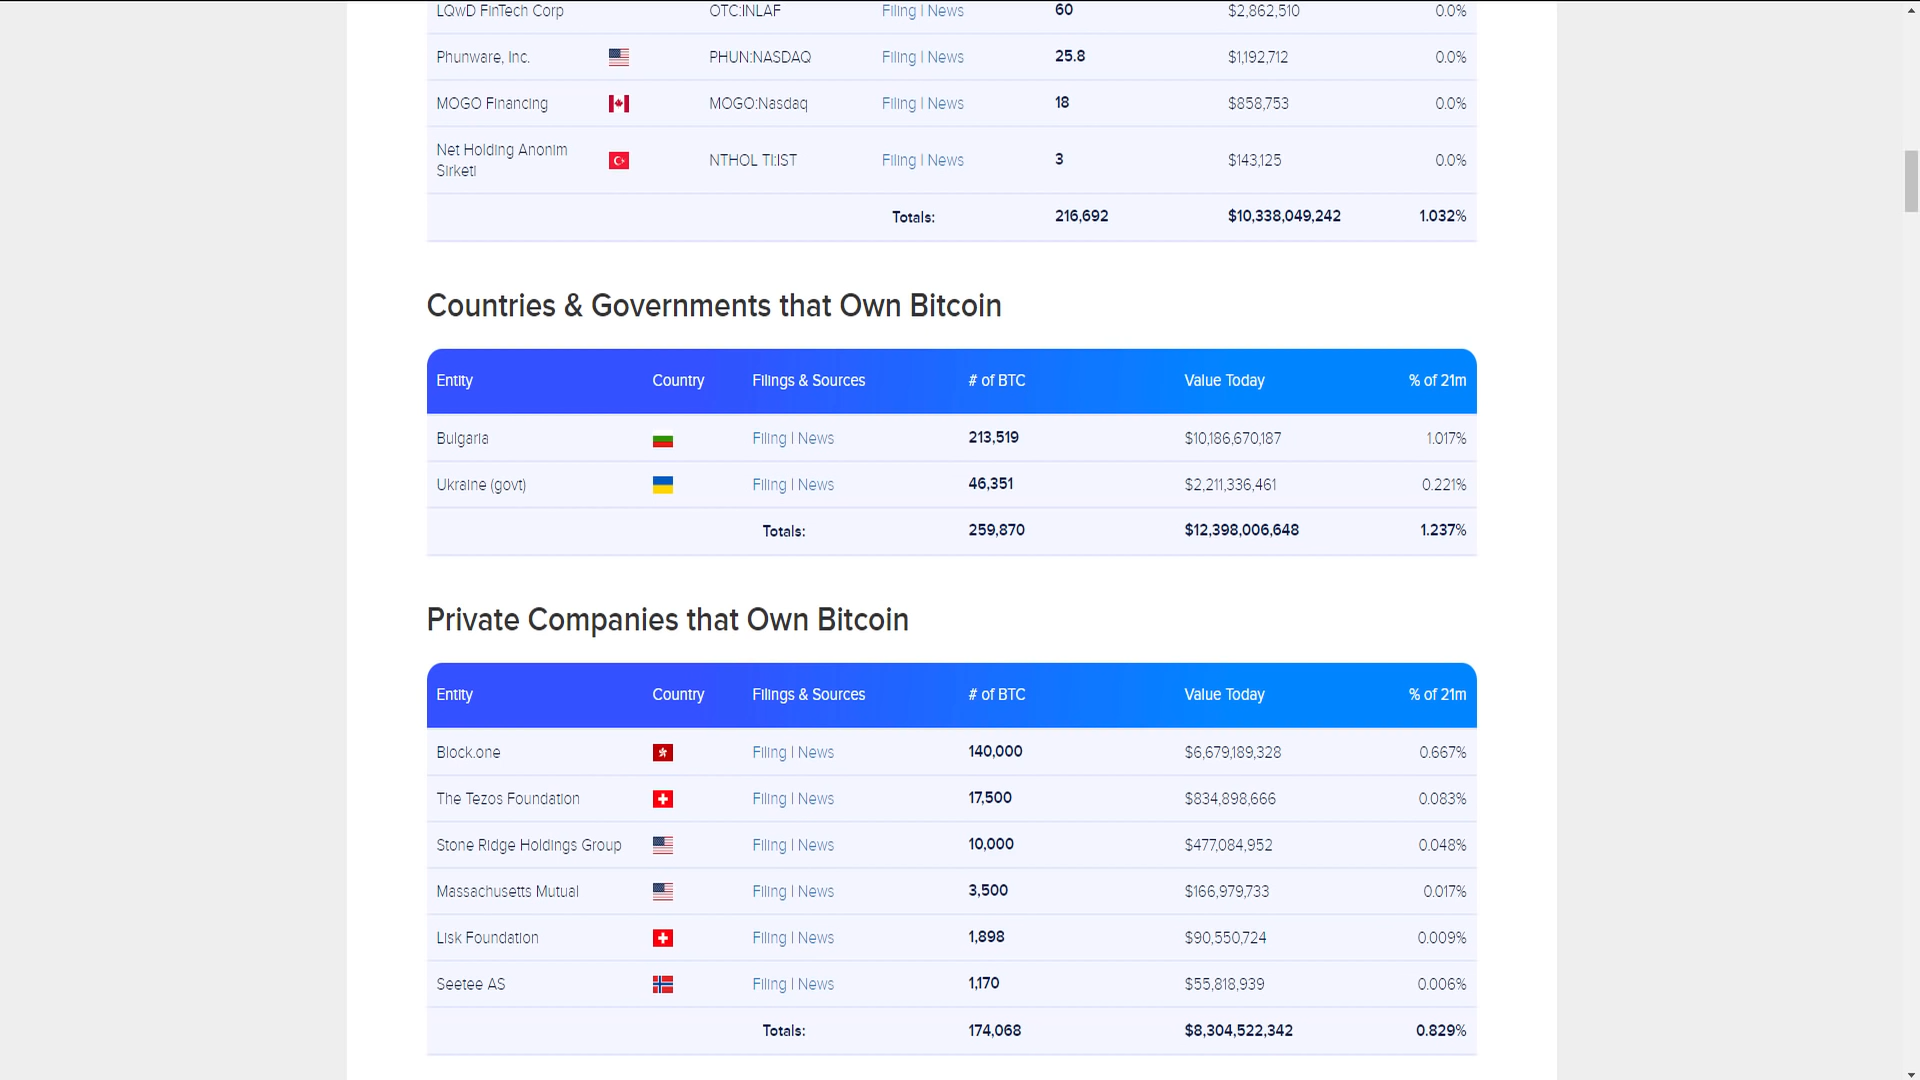 LQwD FinTech Corp OTC:INLAF Filing | News 60 $2,862,510 0.0%
Phunware, Inc. PHUN:NASDAQ Filing | News 25.8 $1,192,712 0.0%
MOGO Financing MOGO:Nasdaq Filing | News 18 $858,753 0.0%
Net Holding Anonim
Sirketi NTHOL TI:IST Filing | News 3 $143,125 0.0%
Totals: 216,692 $10,338,049,242 1.032%
Countries & Governments that Own Bitcoin
Entity Country Filings & Sources # of BTC Value Today % of 21m
Bulgaria Filing | News 213,519 $10,186,670,187 1.017%
Ukraine (govt) Filing | News 46,351 $2,211,336,461 0.221%
Totals: 259,870 $12,398,006,648 1.237%
Private Companies that Own Bitcoin
Entity Country Filings & Sources # of BTC Value Today % of 21m
Block.one Filing | News 140,000 $6,679,189,328 0.667%
The Tezos Foundation Filing | News 17,500 $834,898,666 0.083%
Stone Ridge Holdings Group Filing | News 10,000 $477,084,952 0.048%
Massachusetts Mutual Filing | News 3,500 $166,979,733 0.017%
Lisk Foundation Filing | News 1,898 $90,550,724 0.009%
Seetee AS Filing | News 1,170 $55,818,939 0.006%
Totals: 174,068 $8,304,522,342 0.829%